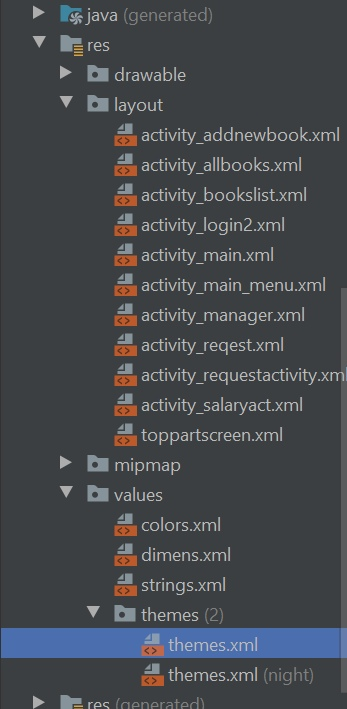 java (generated)
res
drawable
layout
activity_addnewbook.xml
activity_allbooks.xml
activity_bookslist.xml
activity_login2.xml
activity_main.xml
activity_main_menu.xml
activity_manager.xml
activity_reqest.xml
activity_requestactivity.xml
activity_salaryact.xml
toppartscreen.xml
mipmap
values
colors.xml
dimens.xml
strings.xml
themes (2)
themes.xml
themes.xml (night)
res (generated)